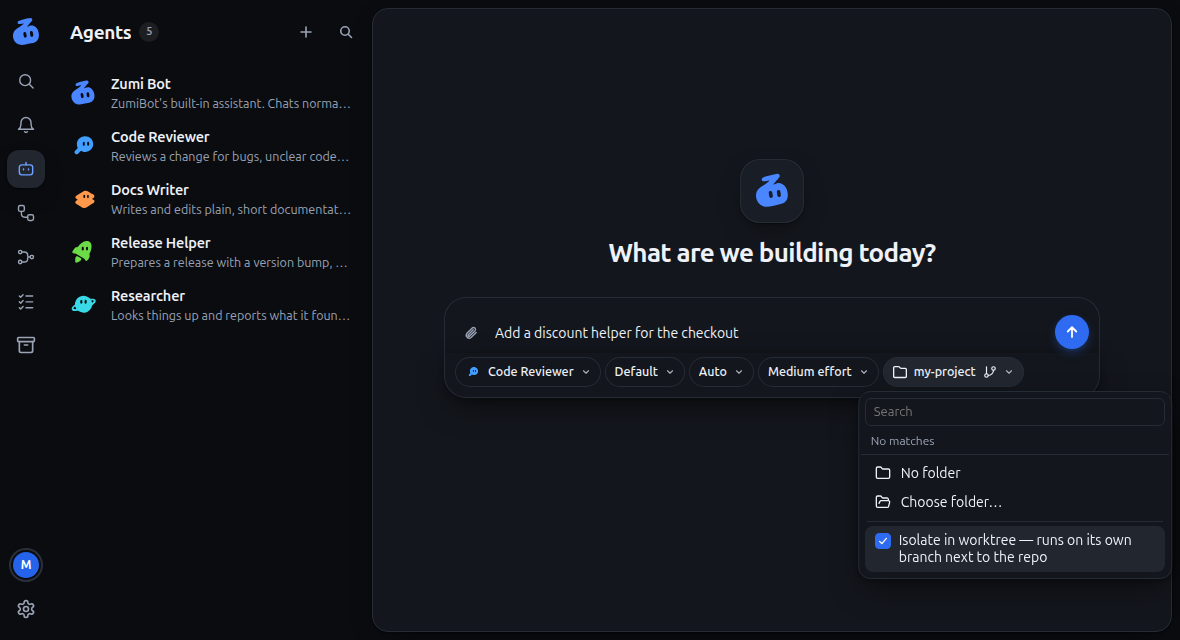 Agents 5
Zumi Bot
ZumiBot's built-in assistant. Chats norma…
Code Reviewer
Reviews a change for bugs, unclear code…
Docs Writer
Writes and edits plain, short documentat…
Release Helper
Prepares a release with a version bump, …
Researcher
Looks things up and reports what it foun…
M
What are we building today?
Add a discount helper for the checkout
Code Reviewer Default Auto Medium effort my-project
Search
No matches
No folder
Choose folder…
Isolate in worktree — runs on its own
branch next to the repo